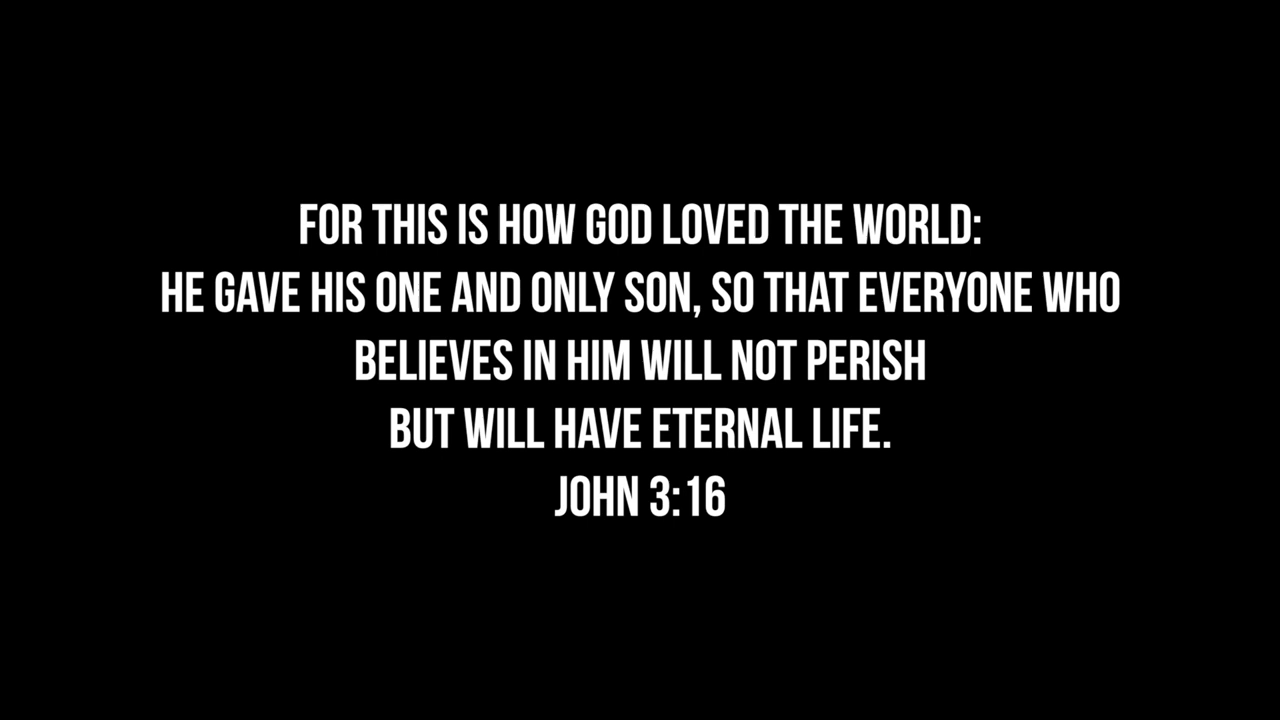 FOR THIS IS HOW GOD LOVED THE WORLD:
HE GAVE HIS ONE AND ONLY SON, SO THAT EVERYONE WHO
BELIEVES IN HIM WILL NOT PERISH
BUT WILL HAVE ETERNAL LIFE.
JOHN 3:16